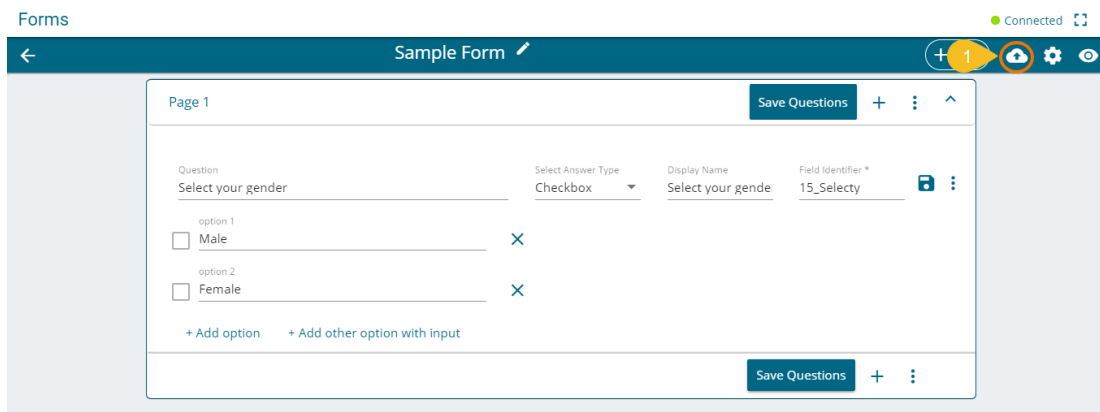 Forms
Connected
Sample Form
+ 1
Page 1
Save Questions +
Question
Select Answer Type
Display Name
Field Identifier *
Select your gender
Checkbox
Select your gende
15_Selecty
option 1
Male
option 2
Female
+ Add option + Add other option with input
Save Questions +